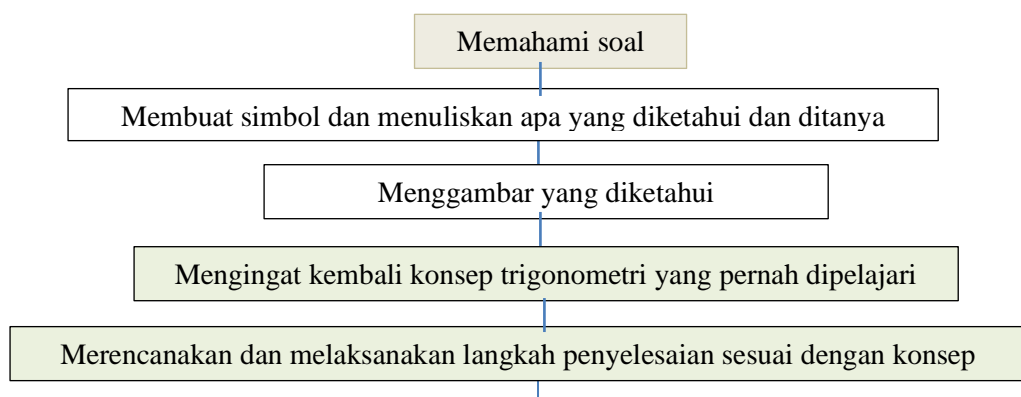 Memahami soal
Membuat simbol dan menuliskan apa yang diketahui dan ditanya
Menggambar yang diketahui
Mengingat kembali konsep trigonometri yang pernah dipelajari
Merencanakan dan melaksanakan langkah penyelesaian sesuai dengan konsep